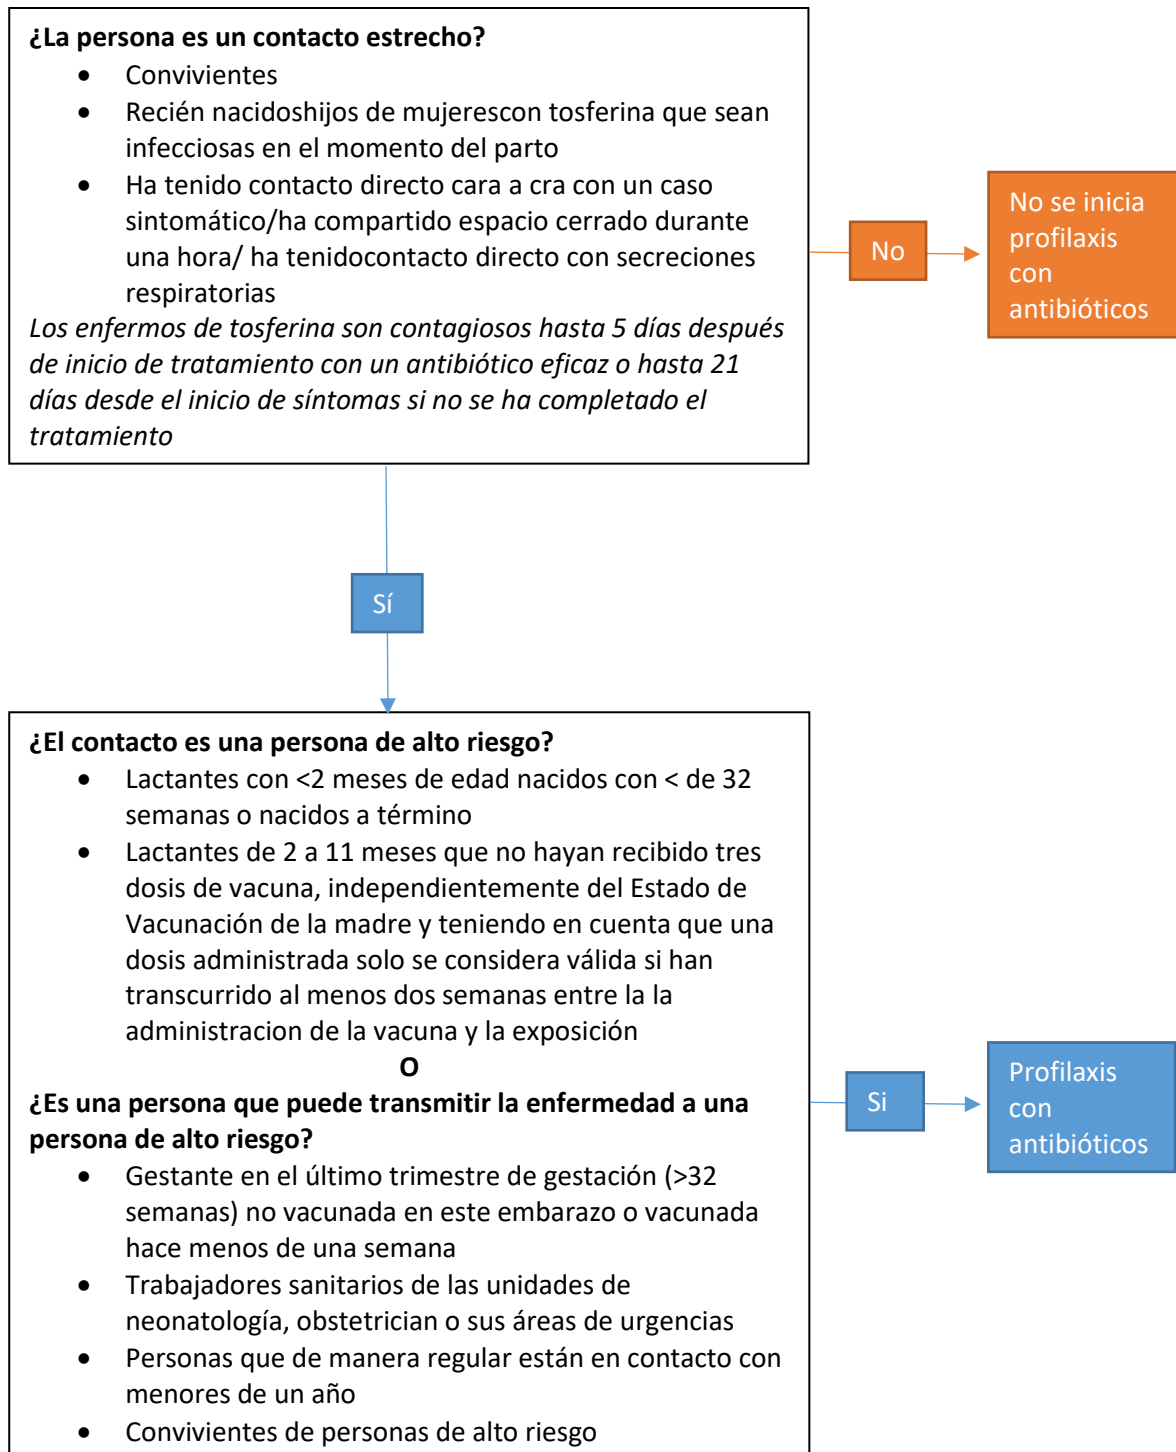 ¿La persona es un contacto estrecho?
• Convivientes
• Recién nacidoshijos de mujerescon tosferina que sean
infecciosas en el momento del parto
• Ha tenido contacto directo cara a cra con un caso
sintomático/ha compartido espacio cerrado durante
una hora/ ha tenidocontacto directo con secreciones
respiratorias
Los enfermos de tosferina son contagiosos hasta 5 días después
de inicio de tratamiento con un antibiótico eficaz o hasta 21
días desde el inicio de síntomas si no se ha completado el
tratamiento
No
No se inicia
profilaxis
con
antibióticos
Sí
¿El contacto es una persona de alto riesgo?
• Lactantes con <2 meses de edad nacidos con < de 32
semanas o nacidos a término
• Lactantes de 2 a 11 meses que no hayan recibido tres
dosis de vacuna, independientemente del Estado de
Vacunación de la madre y teniendo en cuenta que una
dosis administrada solo se considera válida si han
transcurrido al menos dos semanas entre la la
administracion de la vacuna y la exposición
O
¿Es una persona que puede transmitir la enfermedad a una
persona de alto riesgo?
• Gestante en el último trimestre de gestación (>32
semanas) no vacunada en este embarazo o vacunada
hace menos de una semana
• Trabajadores sanitarios de las unidades de
neonatología, obstetrician o sus áreas de urgencias
• Personas que de manera regular están en contacto con
menores de un año
• Convivientes de personas de alto riesgo
Si
Profilaxis
con
antibióticos